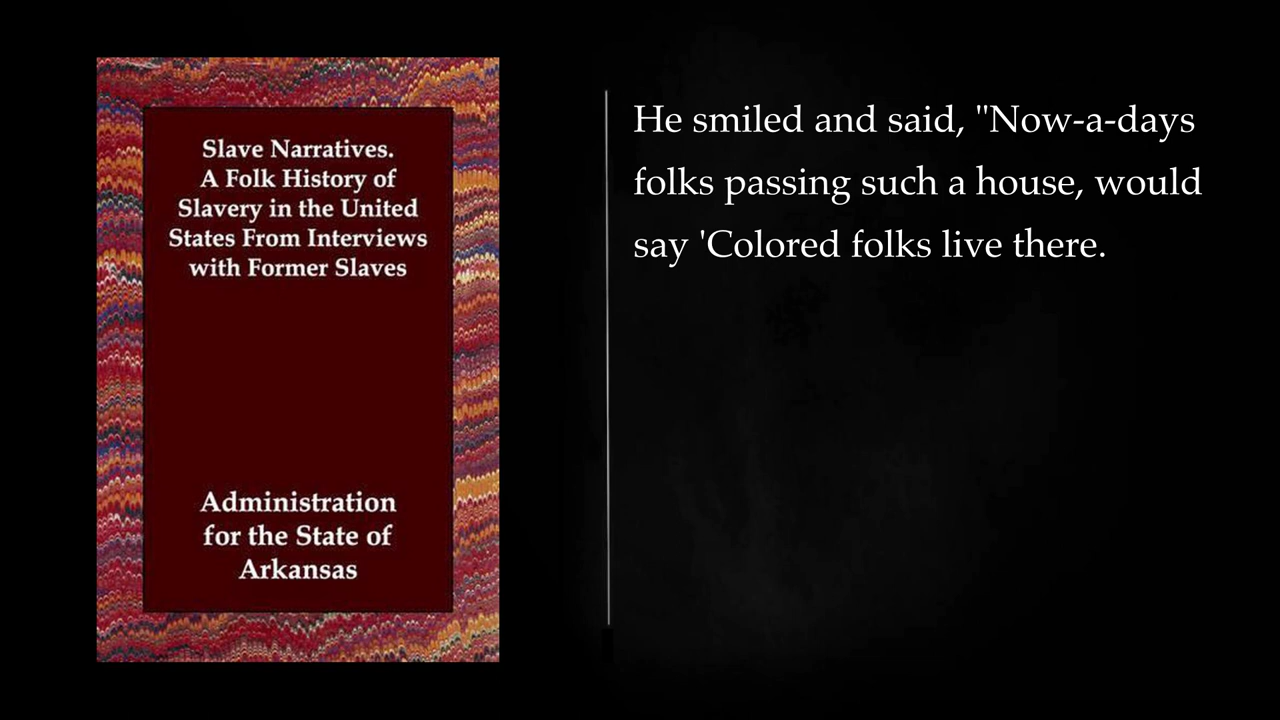 Slave Narratives.
A Folk History of
Slavery in the United
States From Interviews
with Former Slaves
Administration
for the State of
Arkansas
He smiled and said, "Now-a-days
folks passing such a house, would
say 'Colored folks live there.